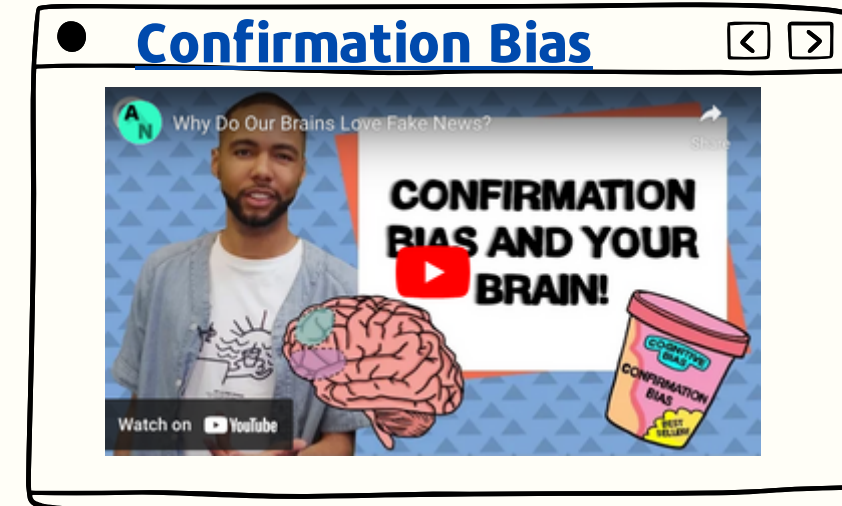 Confirmation Bias
AN
Why Do Our Brains Love Fake News?
Share
CONFIRMATION
BIAS AND YOUR
BRAIN!
COGNITIVE
BIAS
CONFIRMATION
BIAS
BEST
SELLER!
Watch on YouTube